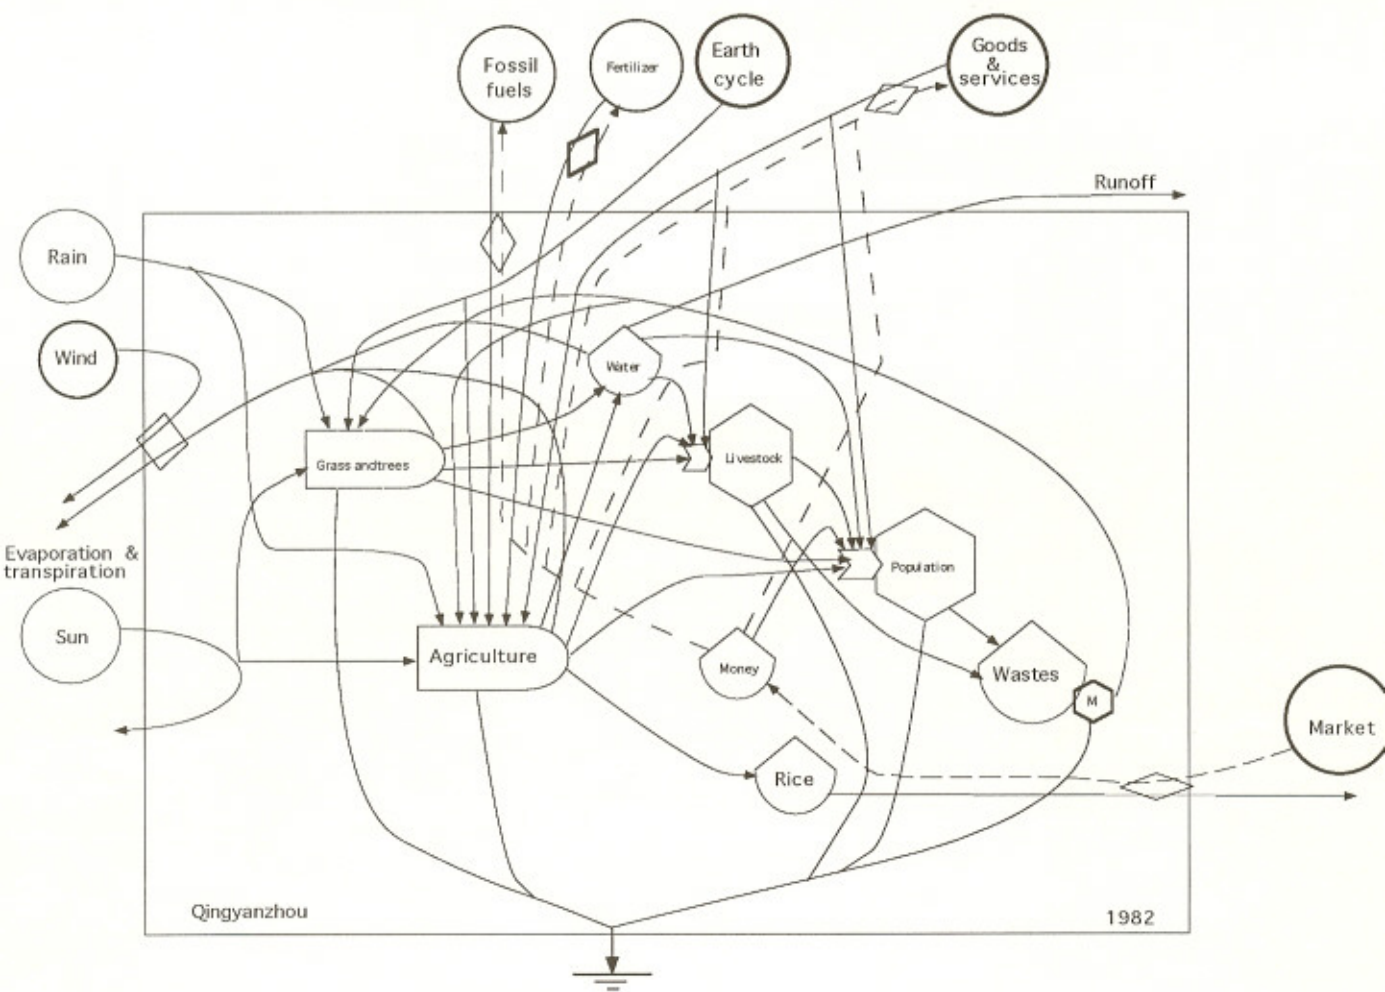 Fossil
fuels
Fertilizer
Earth
cycle
Goods
&
services
Runoff
Rain
Wind
Water
Grass andtrees
Livestock
Evaporation &
transpiration
Population
Sun
Agriculture
Money
Wastes
M
Market
Rice
Qingyanzhou
1982